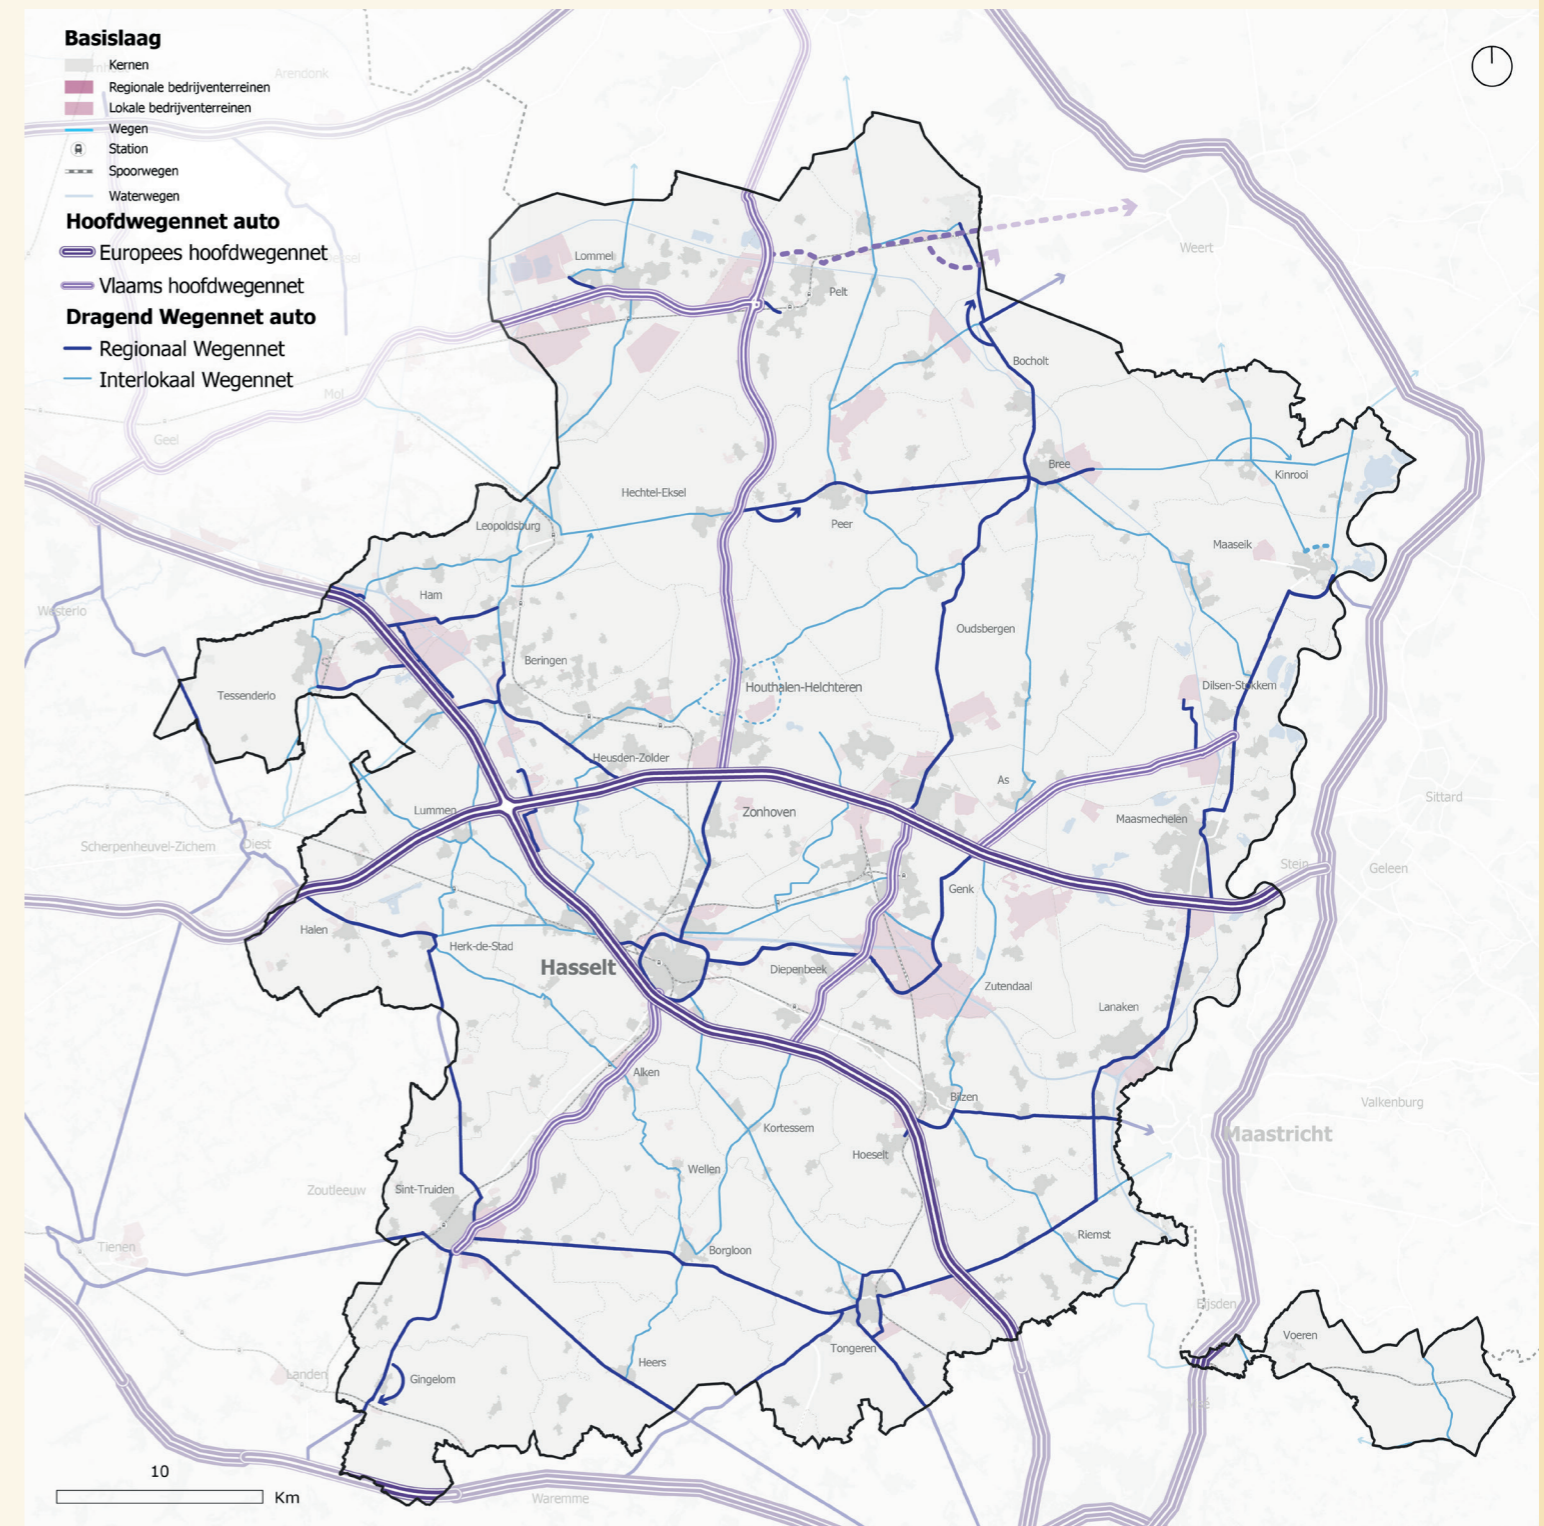 Basislaag
Kernen
Regionale bedrijventerreinen
Lokale bedrijventerreinen
Wegen
Station
Spoorwegen
Waterwegen
Hoofdwegennet auto
Europees hoofdwegennet
Vlaams hoofdwegennet
Dragend Wegennet auto
Regionaal Wegennet
Interlokaal Wegennet
Arendonk
Weert
Lommel
Pelt
Bocholt
Mol
Geel
Bree
Kinrooi
Hechtel-Eksel
Peer
Leopoldsburg
Maaseik
Ham
Westerlo
Oudsbergen
Beringen
Tessenderlo
Houthalen-Helchteren
Dilsen-Stokkem
Heusden-Zolder
As
Sittard
Lummen
Zonhoven
Maasmechelen
Scherpenheuvel-Zichem
Diest
Stein
Geleen
Genk
Halen
Herk-de-Stad
Hasselt
Diepenbeek
Zutendaal
Lanaken
Alken
Bilzen
Valkenburg
Kortessem
Maastricht
Hoeselt
Wellen
Zoutleeuw
Sint-Truiden
Riemst
Tienen
Borgloon
Eijsden
Voeren
Tongeren
Heers
Landen
Gingelom
10
Km
Waremme